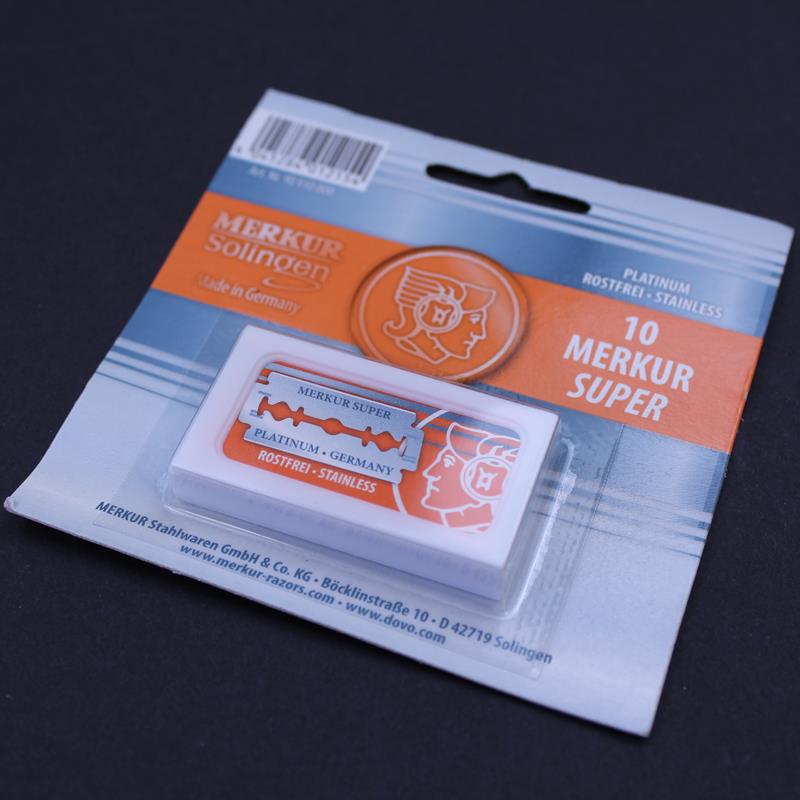 MERKUR
Solingen
Made in Germany
PLATINUM
ROSTFREI • STAINLESS
10
MERKUR
SUPER
MERKUR SUPER
PLATINUM • GERMANY
ROSTFREI • STAINLESS
MERKUR Stahlwaren GmbH & Co. KG • Böcklinstraße 10 • D 42719 Solingen
www.merkur-razors.com • www.dovo.com